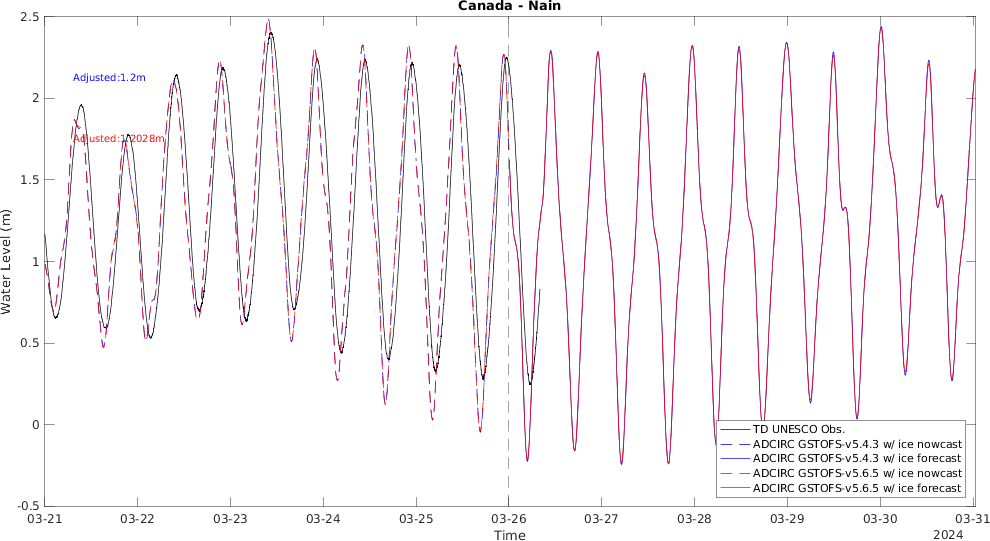 Canada - Nain
2.5
2
1.5
1
0.5
0
-0.5
Water Level (m)
Adjusted:1.2m
Adjusted:1.2028m
TD UNESCO Obs.
ADCIRC GSTOFS-v5.4.3 w/ ice nowcast
ADCIRC GSTOFS-v5.4.3 w/ ice forecast
ADCIRC GSTOFS-v5.6.5 w/ ice nowcast
ADCIRC GSTOFS-v5.6.5 w/ ice forecast
03-21 03-22 03-23 03-24 03-25 03-26 03-27 03-28 03-29 03-30 03-31
Time
2024